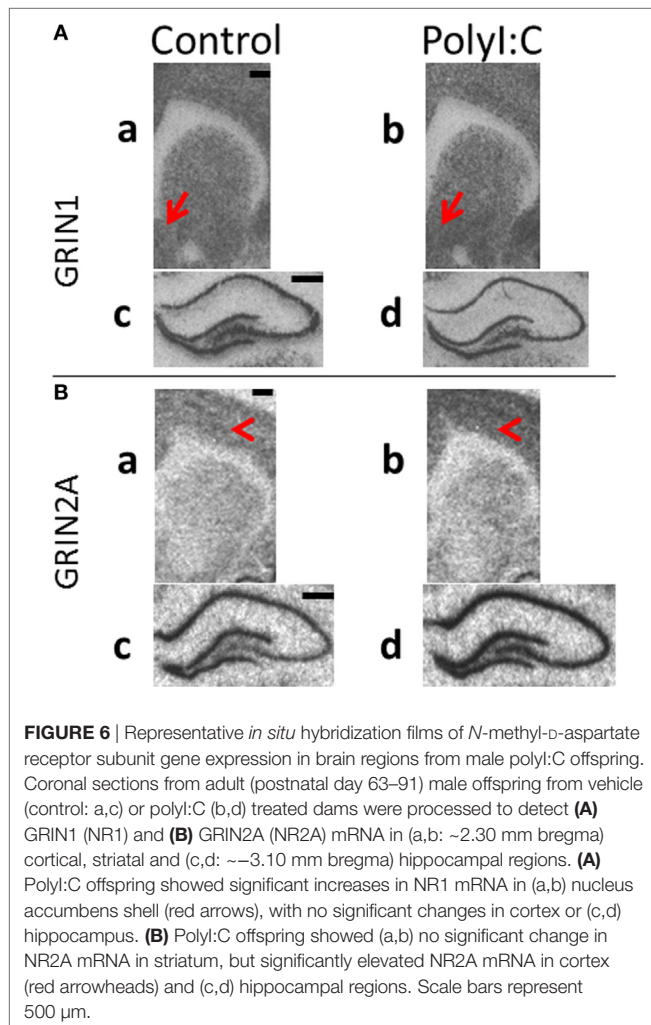 A
Control PolyI:C
GRIN1
a b
c d
B
GRIN2A
a b
c d
FIGURE 6 | Representative in situ hybridization films of N-methyl-D-aspartate
receptor subunit gene expression in brain regions from male polyI:C offspring.
Coronal sections from adult (postnatal day 63–91) male offspring from vehicle
(control: a,c) or polyI:C (b,d) treated dams were processed to detect (A)
GRIN1 (NR1) and (B) GRIN2A (NR2A) mRNA in (a,b: ~2.30 mm bregma)
cortical, striatal and (c,d: ~−3.10 mm bregma) hippocampal regions. (A)
PolyI:C offspring showed significant increases in NR1 mRNA in (a,b) nucleus
accumbens shell (red arrows), with no significant changes in cortex or (c,d)
hippocampus. (B) PolyI:C offspring showed (a,b) no significant change in
NR2A mRNA in striatum, but significantly elevated NR2A mRNA in cortex
(red arrowheads) and (c,d) hippocampal regions. Scale bars represent
500 μm.